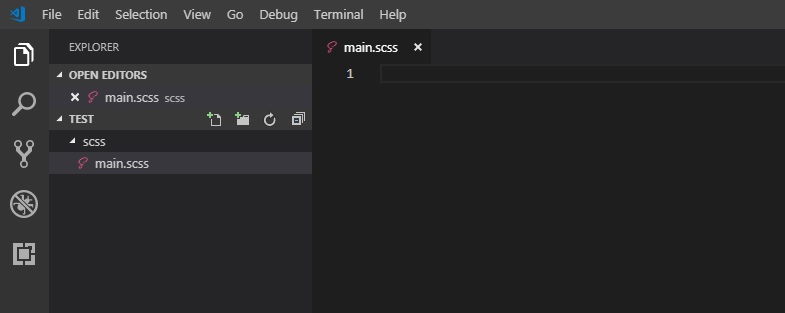 File Edit Selection View Go Debug Terminal Help
EXPLORER
OPEN EDITORS
main.scss scss
TEST
scss
main.scss
main.scss
1